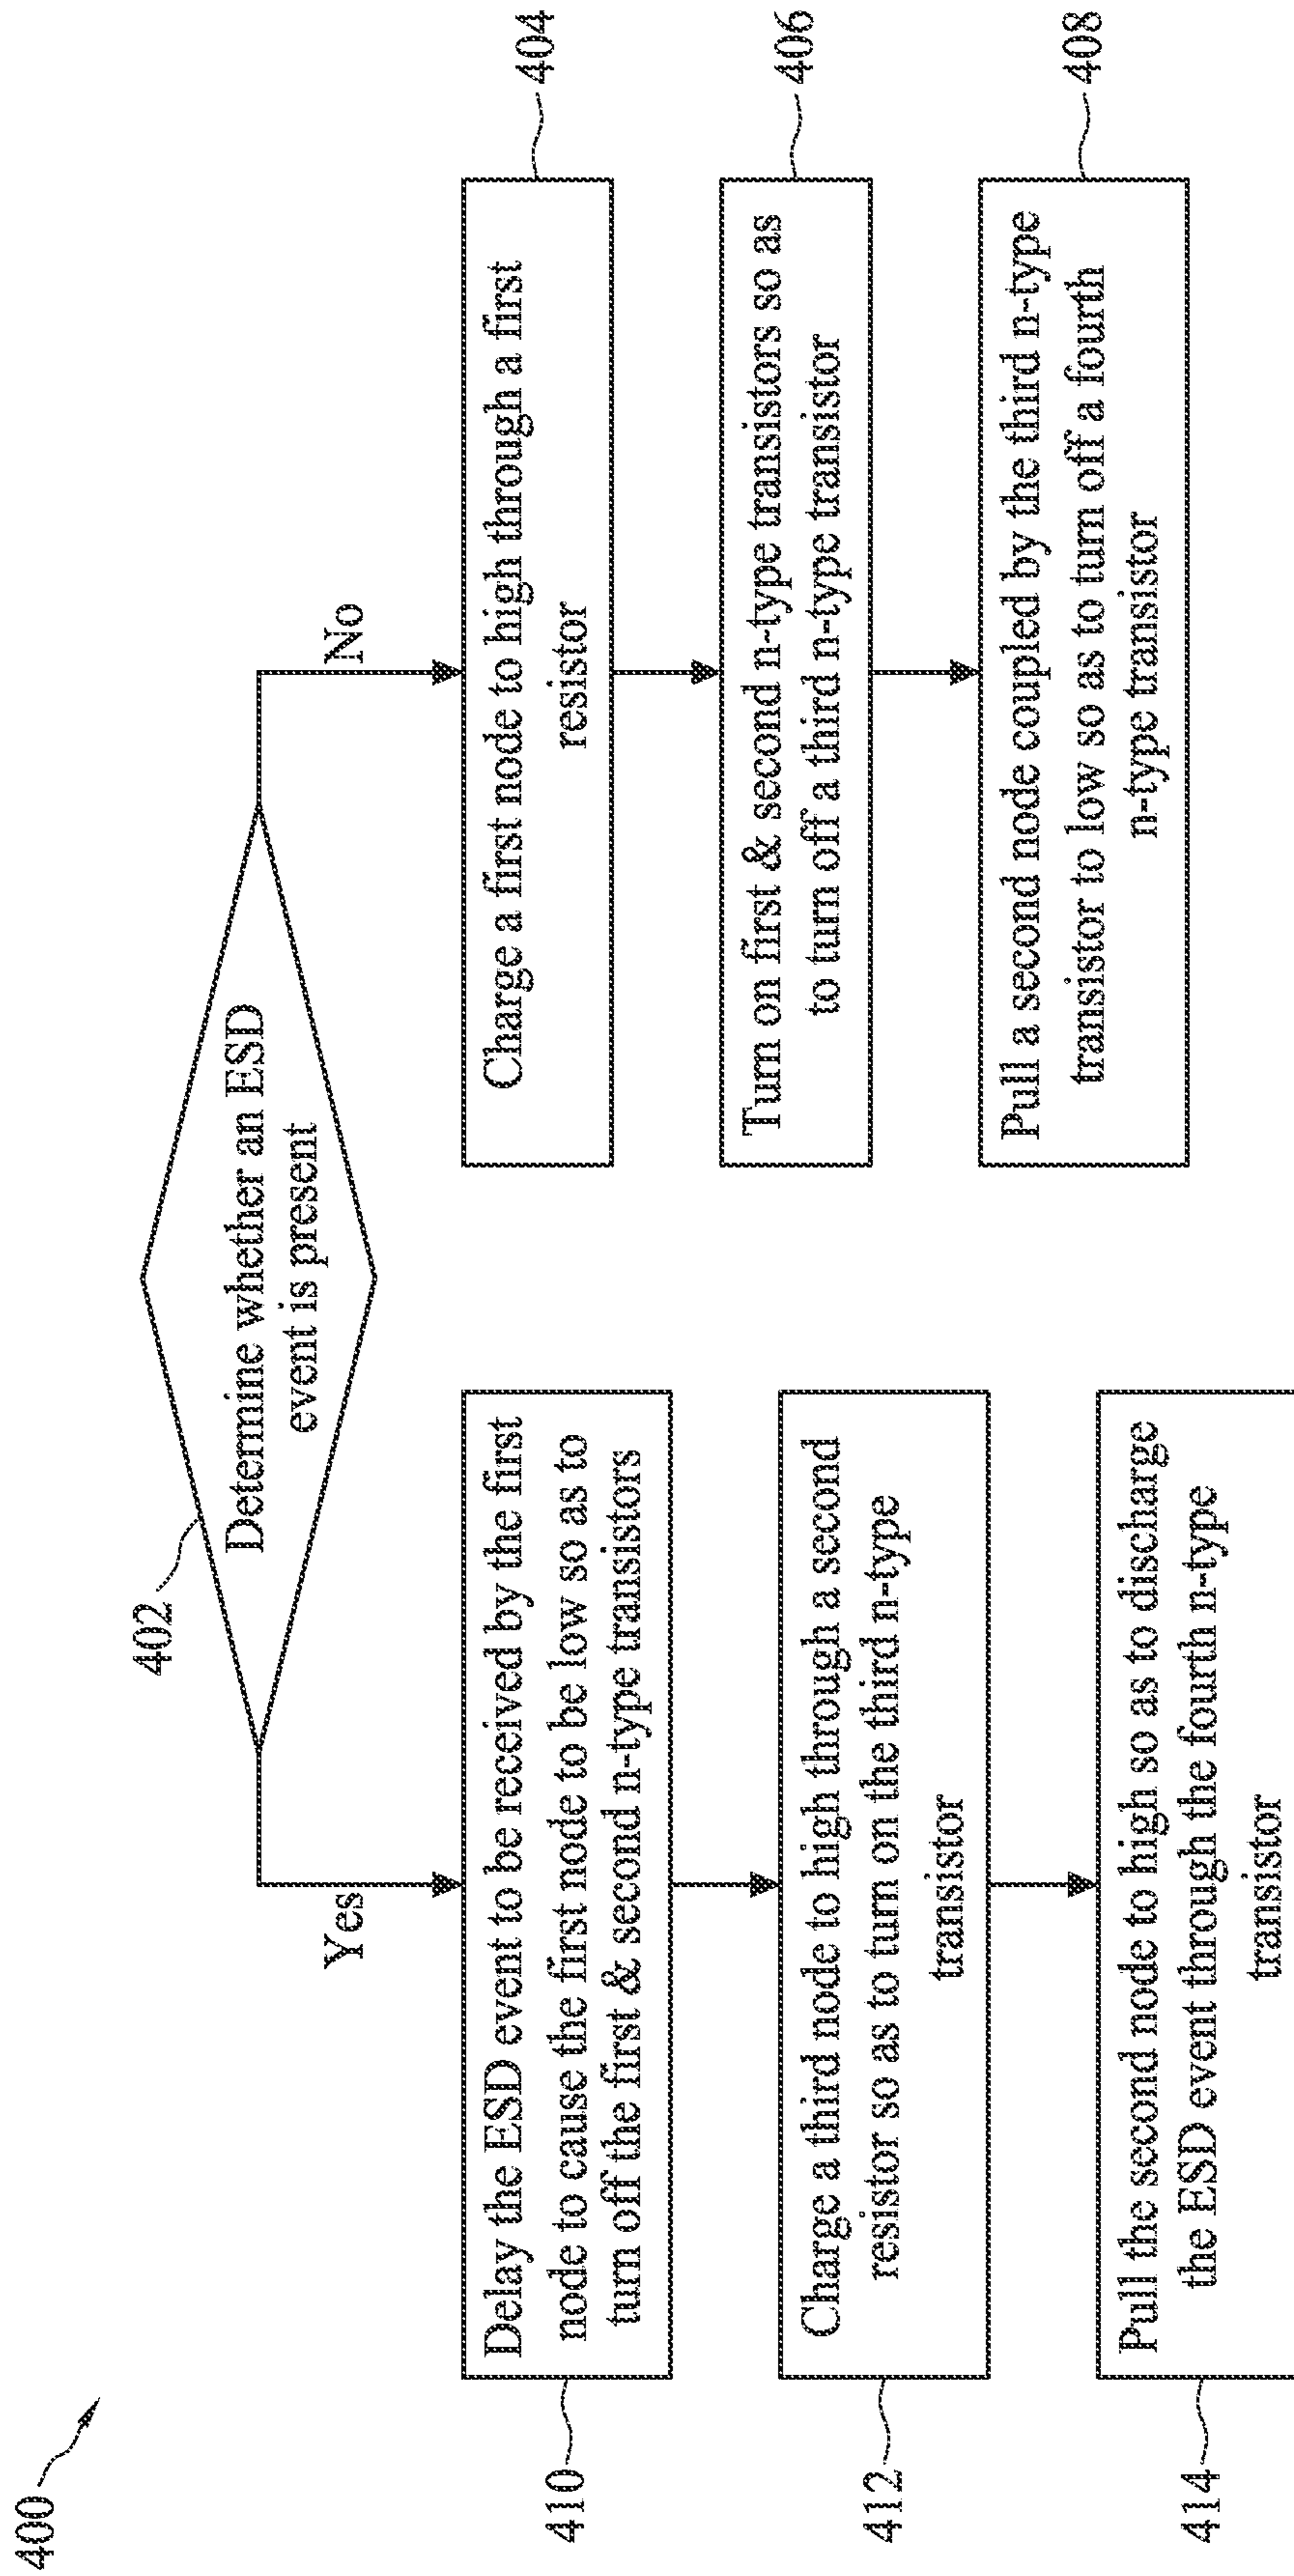 400
402
Determine whether an ESD
event is present
Yes
No
410
Delay the ESD event to be received by the first
node to cause the first node to be low so as to
turn off the first & second n-type transistors
412
Charge a third node to high through a second
resistor so as to turn on the third n-type
transistor
414
Pull the second node to high so as to discharge
the ESD event through the fourth n-type
transistor
Charge a first node to high through a first
resistor
404
Turn on first & second n-type transistors so as
to turn off a third n-type transistor
406
Pull a second node coupled by the third n-type
transistor to low so as to turn off a fourth
n-type transistor
408